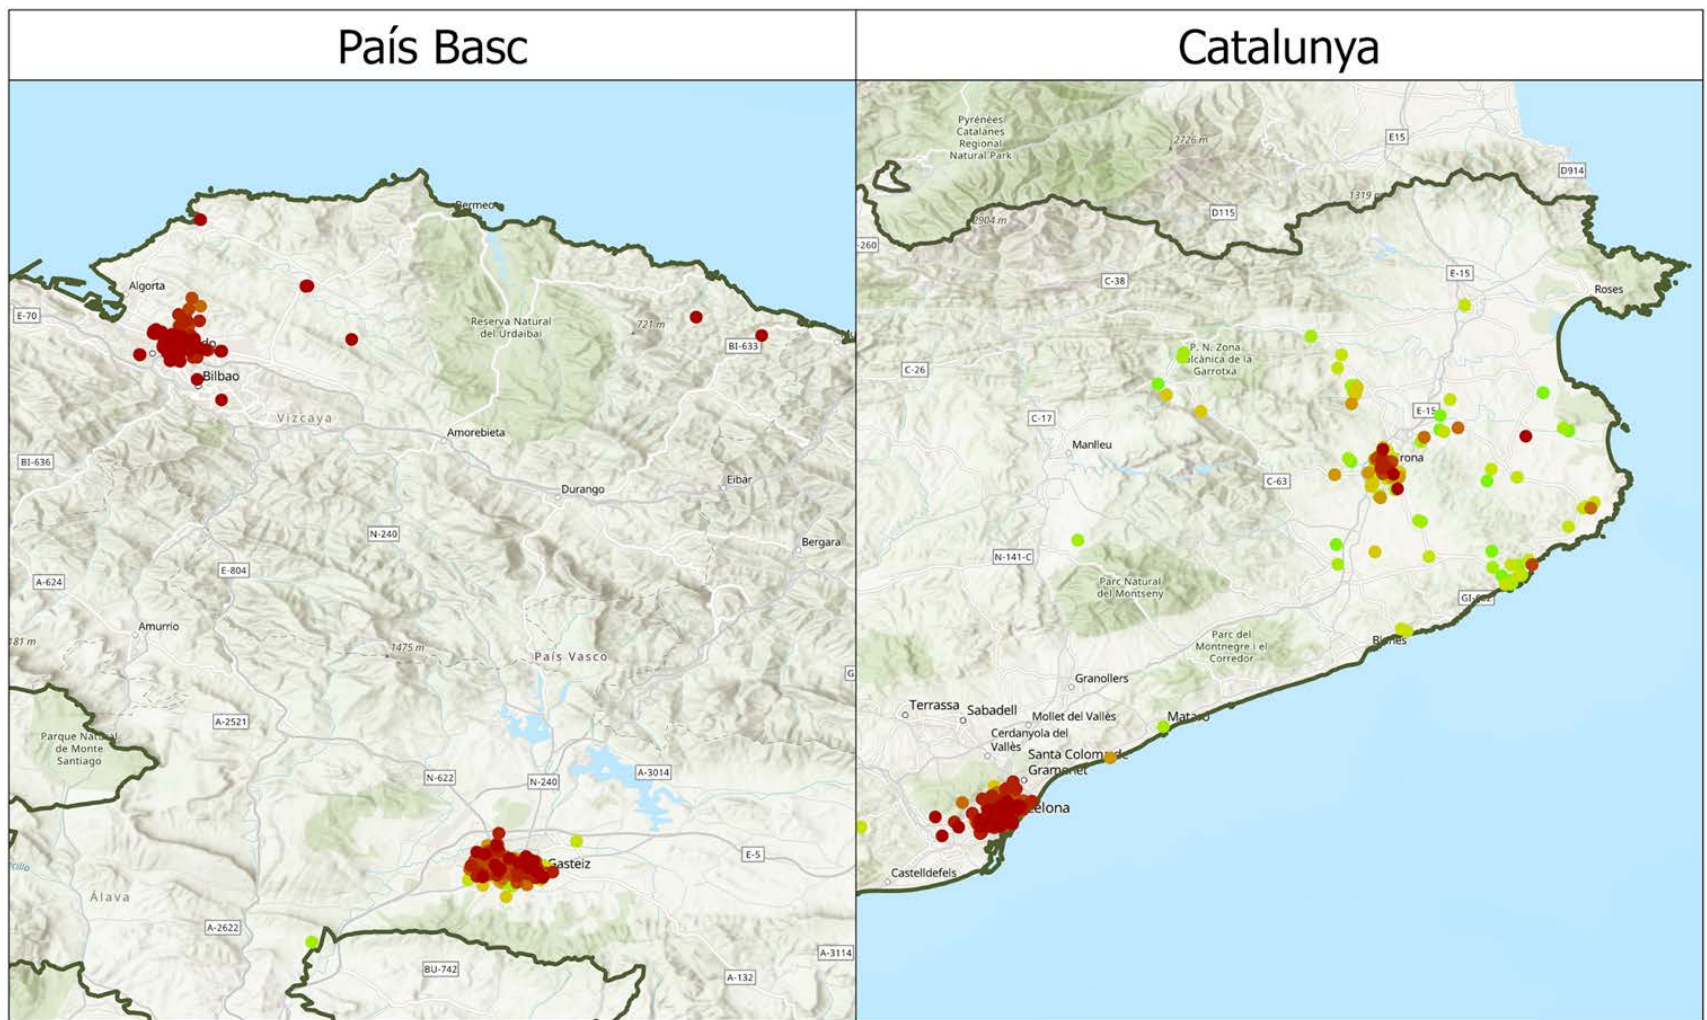 País Basc
Catalunya
Bermeo
Algorta
E-70
Reserva Natural
del Urdaibai
721 m
BI-633
Bilbao
Vizcaya
Amorebieta
BI-636
Durango
Eibar
N-240
Bergara
E-804
A-624
Amurrio
181 m
1475 m
País Vasco
A-2521
Parque Natural
de Monte
Santiago
N-622
N-240
A-3014
Gasteiz
E-5
Álava
A-2622
BU-742
A-3114
A-132
Pyrénées
Catalanes
Regional
Natural Park
2726 m
E15
D914
1319 m
D115
2904 m
-260
C-38
E-15
Roses
P. N. Zona
lcànica de la
Garrotxa
C-26
E-15
C-17
Manlleu
rona
C-63
N-141-C
Parc Natural
del Montseny
Parc del
Montnegre i el
Corredor
Granollers
Terrassa
Sabadell
Mollet del Vallès
Mataró
Cerdanyola del
Vallès
Santa Coloma de
Gramenet
celona
Castelldefels